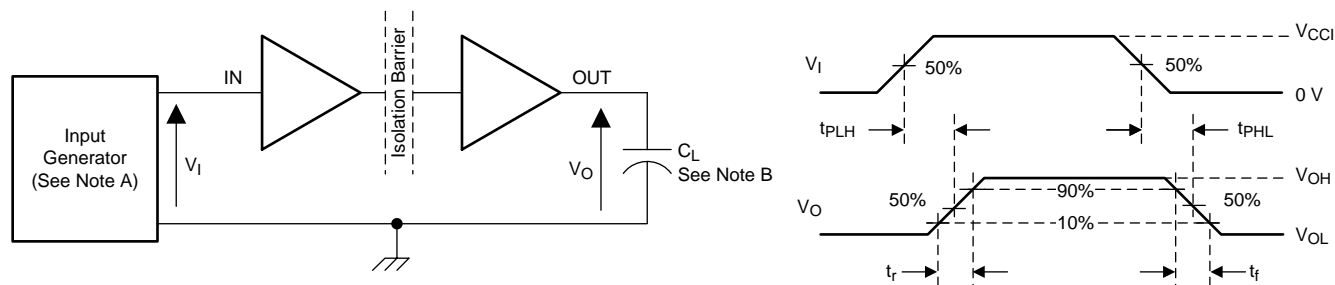 Input
Generator
(See Note A)
V_I
IN
Isolation Barrier
OUT
V_O
C_L
See Note B
V_I
50%
50%
V_CCI
0 V
t_PLH
t_PHL
V_O
50%
90%
10%
50%
V_OH
V_OL
t_r
t_f